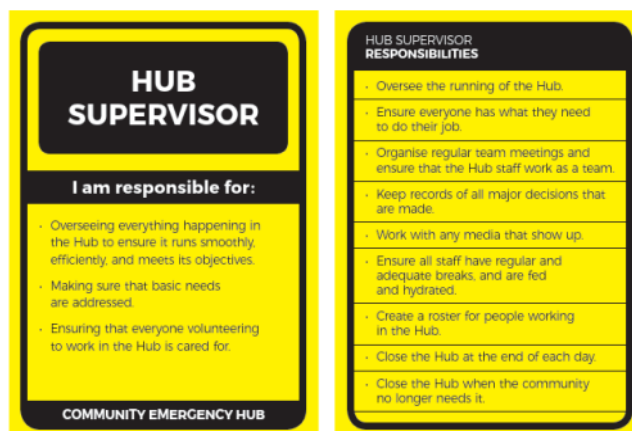 HUB
SUPERVISOR
I am responsible for:
· Overseeing everything happening in
the Hub to ensure it runs smoothly,
efficiently, and meets its objectives.
· Making sure that basic needs
are addressed.
· Ensuring that everyone volunteering
to work in the Hub is cared for.
COMMUNITY EMERGENCY HUB
HUB SUPERVISOR
RESPONSIBILITIES
· Oversee the running of the Hub.
· Ensure everyone has what they need
to do their job.
· Organise regular team meetings and
ensure that the Hub staff work as a team.
· Keep records of all major decisions that
are made.
· Work with any media that show up.
· Ensure all staff have regular and
adequate breaks, and are fed
and hydrated.
· Create a roster for people working
in the Hub.
· Close the Hub at the end of each day.
· Close the Hub when the community
no longer needs it.